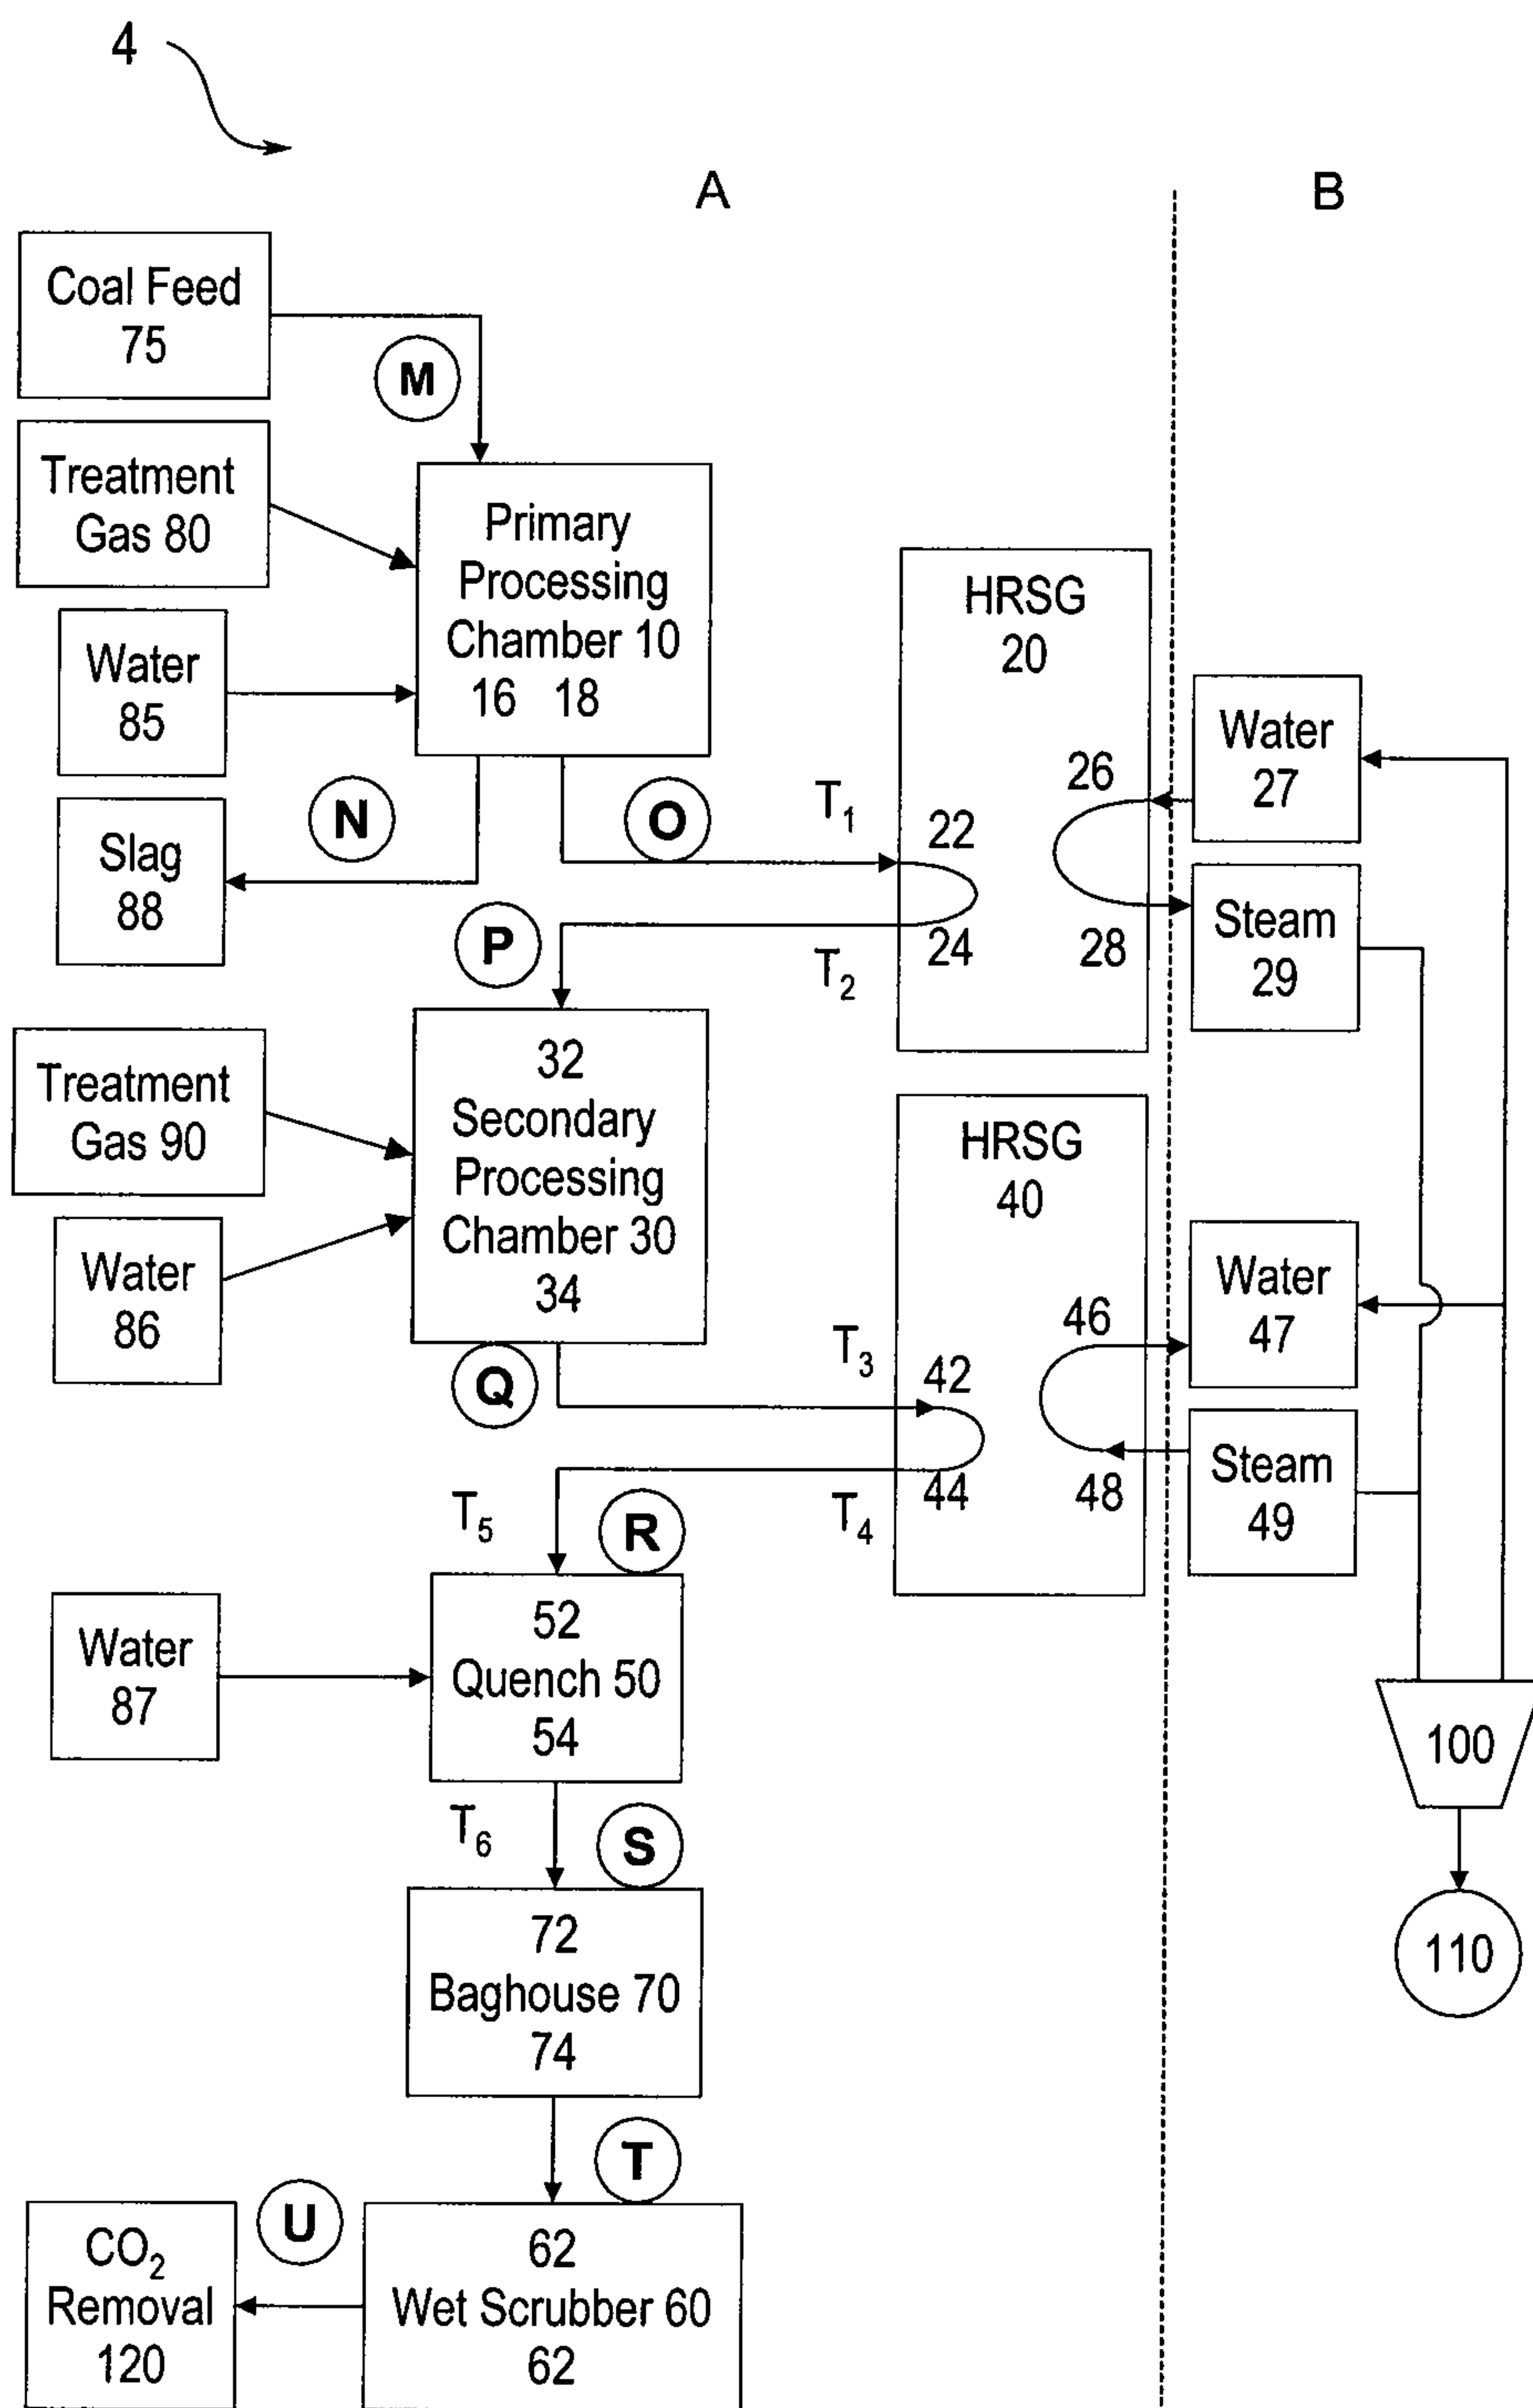 4
A
B
Coal Feed
75
M
Treatment
Gas 80
Primary
Processing
Chamber 10
16 18
Water
85
N
O
Slag
88
T₁
HRSG
20
22
24
26
28
T₂
Water
27
Steam
29
P
32
Secondary
Processing
Chamber 30
34
Treatment
Gas 90
Water
86
Q
T₃
HRSG
40
42
44
46
48
T₄
Water
47
Steam
49
T₅
R
52
Quench 50
54
Water
87
T₆
S
100
110
72
Baghouse 70
74
T
62
Wet Scrubber 60
62
U
CO₂
Removal
120